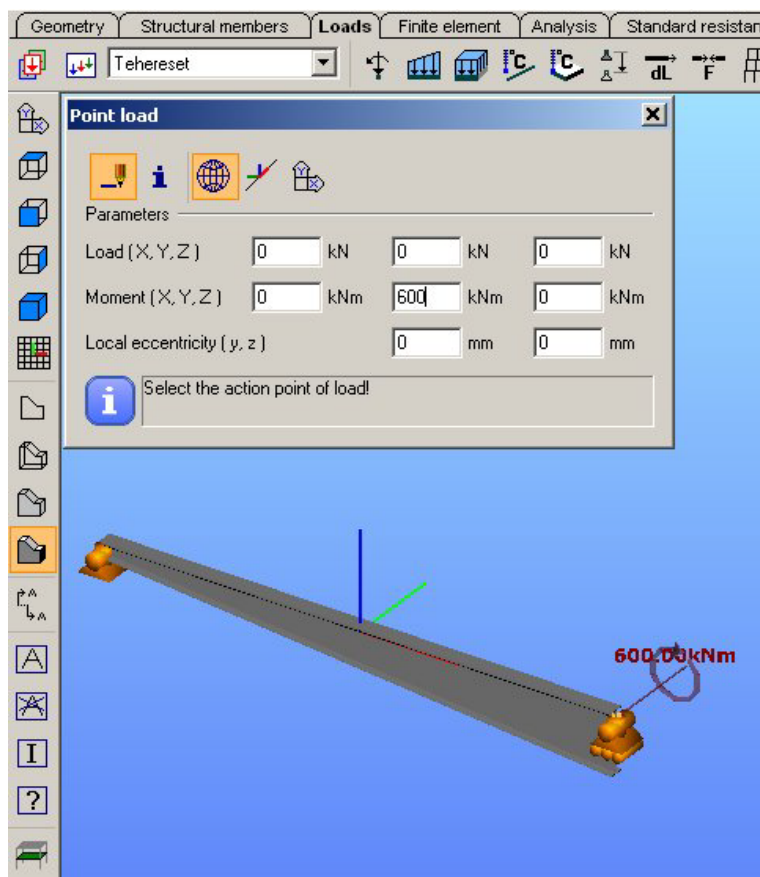 Geometry Structural members Loads Finite element Analysis Standard resistan
Tehereset °C °C dL F
Point load
Parameters
Load ( X, Y, Z ) 0 kN 0 kN 0 kN
Moment ( X, Y, Z ) 0 kNm 600 kNm 0 kNm
Local eccentricity ( y, z ) 0 mm 0 mm
Select the action point of load!
600.00kNm